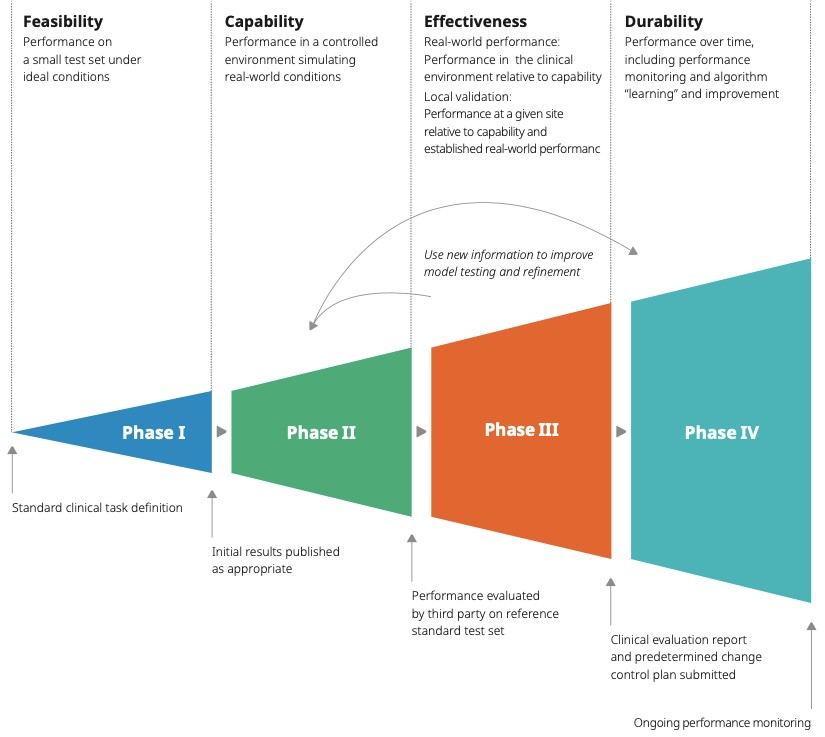 Feasibility
Performance on
a small test set under
ideal conditions
Capability
Performance in a controlled
environment simulating
real-world conditions
Effectiveness
Real-world performance:
Performance in the clinical
environment relative to capability
Local validation:
Performance at a given site
relative to capability and
established real-world performanc
Durability
Performance over time,
including performance
monitoring and algorithm
“learning” and improvement
Use new information to improve
model testing and refinement
Phase I
Phase II
Phase III
Phase IV
Standard clinical task definition
Initial results published
as appropriate
Performance evaluated
by third party on reference
standard test set
Clinical evaluation report
and predetermined change
control plan submitted
Ongoing performance monitoring